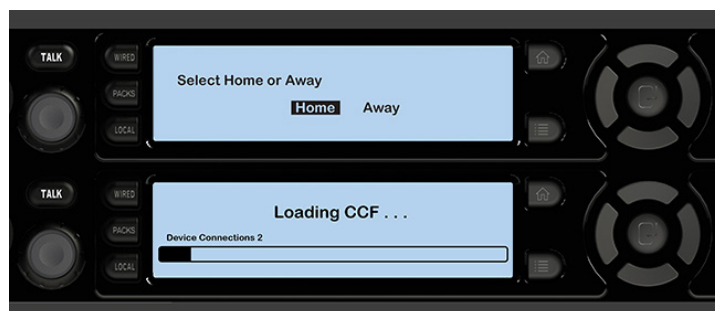 TALK
WIRED
PACKS
LOCAL
Select Home or Away
Home Away
TALK
WIRED
PACKS
LOCAL
Loading CCF . . .
Device Connections 2